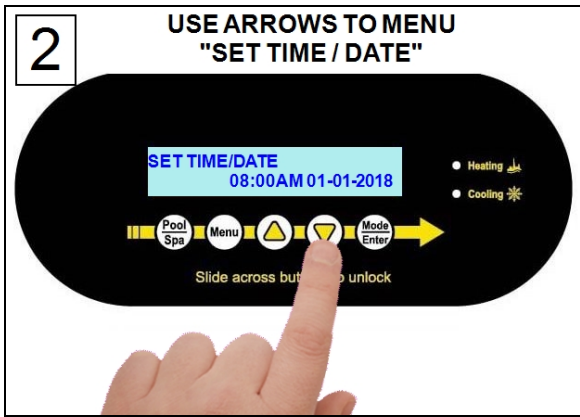 2
USE ARROWS TO MENU
"SET TIME / DATE"
SET TIME/DATE
08:00AM 01-01-2018
Heating
Cooling
Pool
Spa
Menu
Mode
Enter
Slide across but o unlock